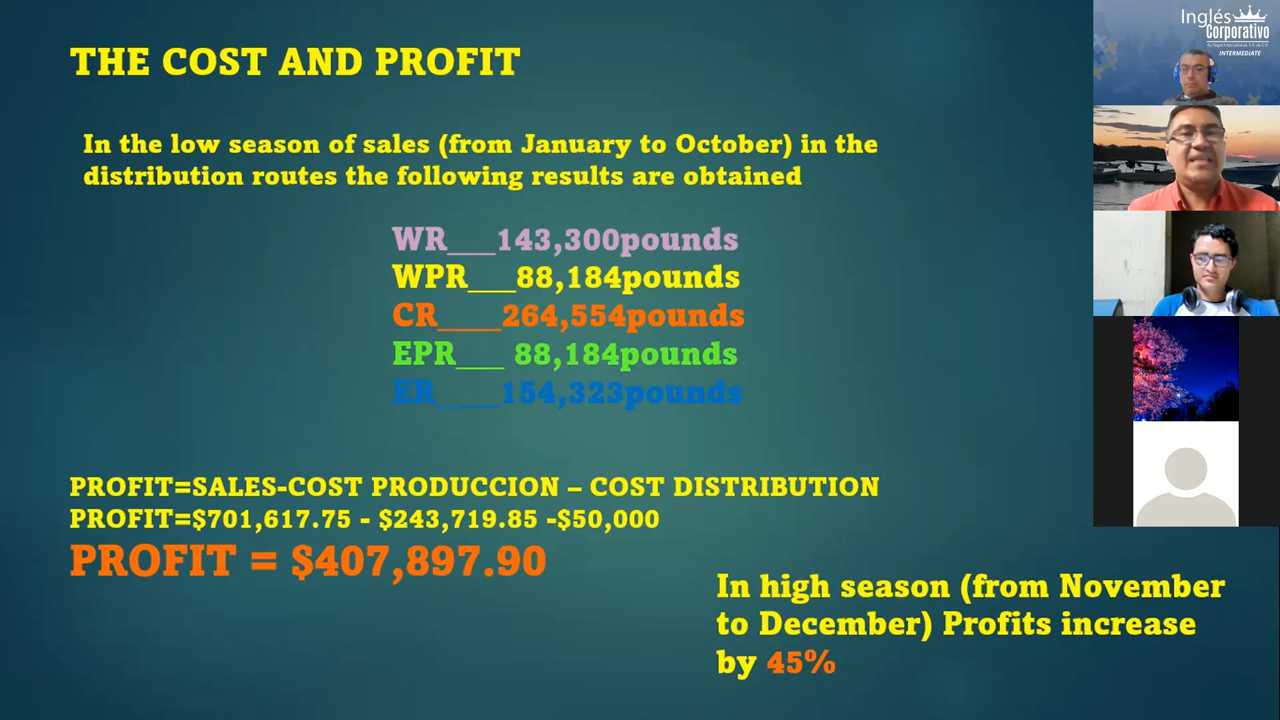 THE COST AND PROFIT
In the low season of sales (from January to October) in the
distribution routes the following results are obtained
WR___143,300pounds
WPR___88,184pounds
CR____264,554pounds
EPR___ 88,184pounds
ER____154,323pounds
PROFIT=SALES-COST PRODUCCION – COST DISTRIBUTION
PROFIT=$701,617.75 - $243,719.85 -$50,000
PROFIT = $407,897.90
In high season (from November
to December) Profits increase
by 45%
Inglés
Corporativo
INTERMEDIATE